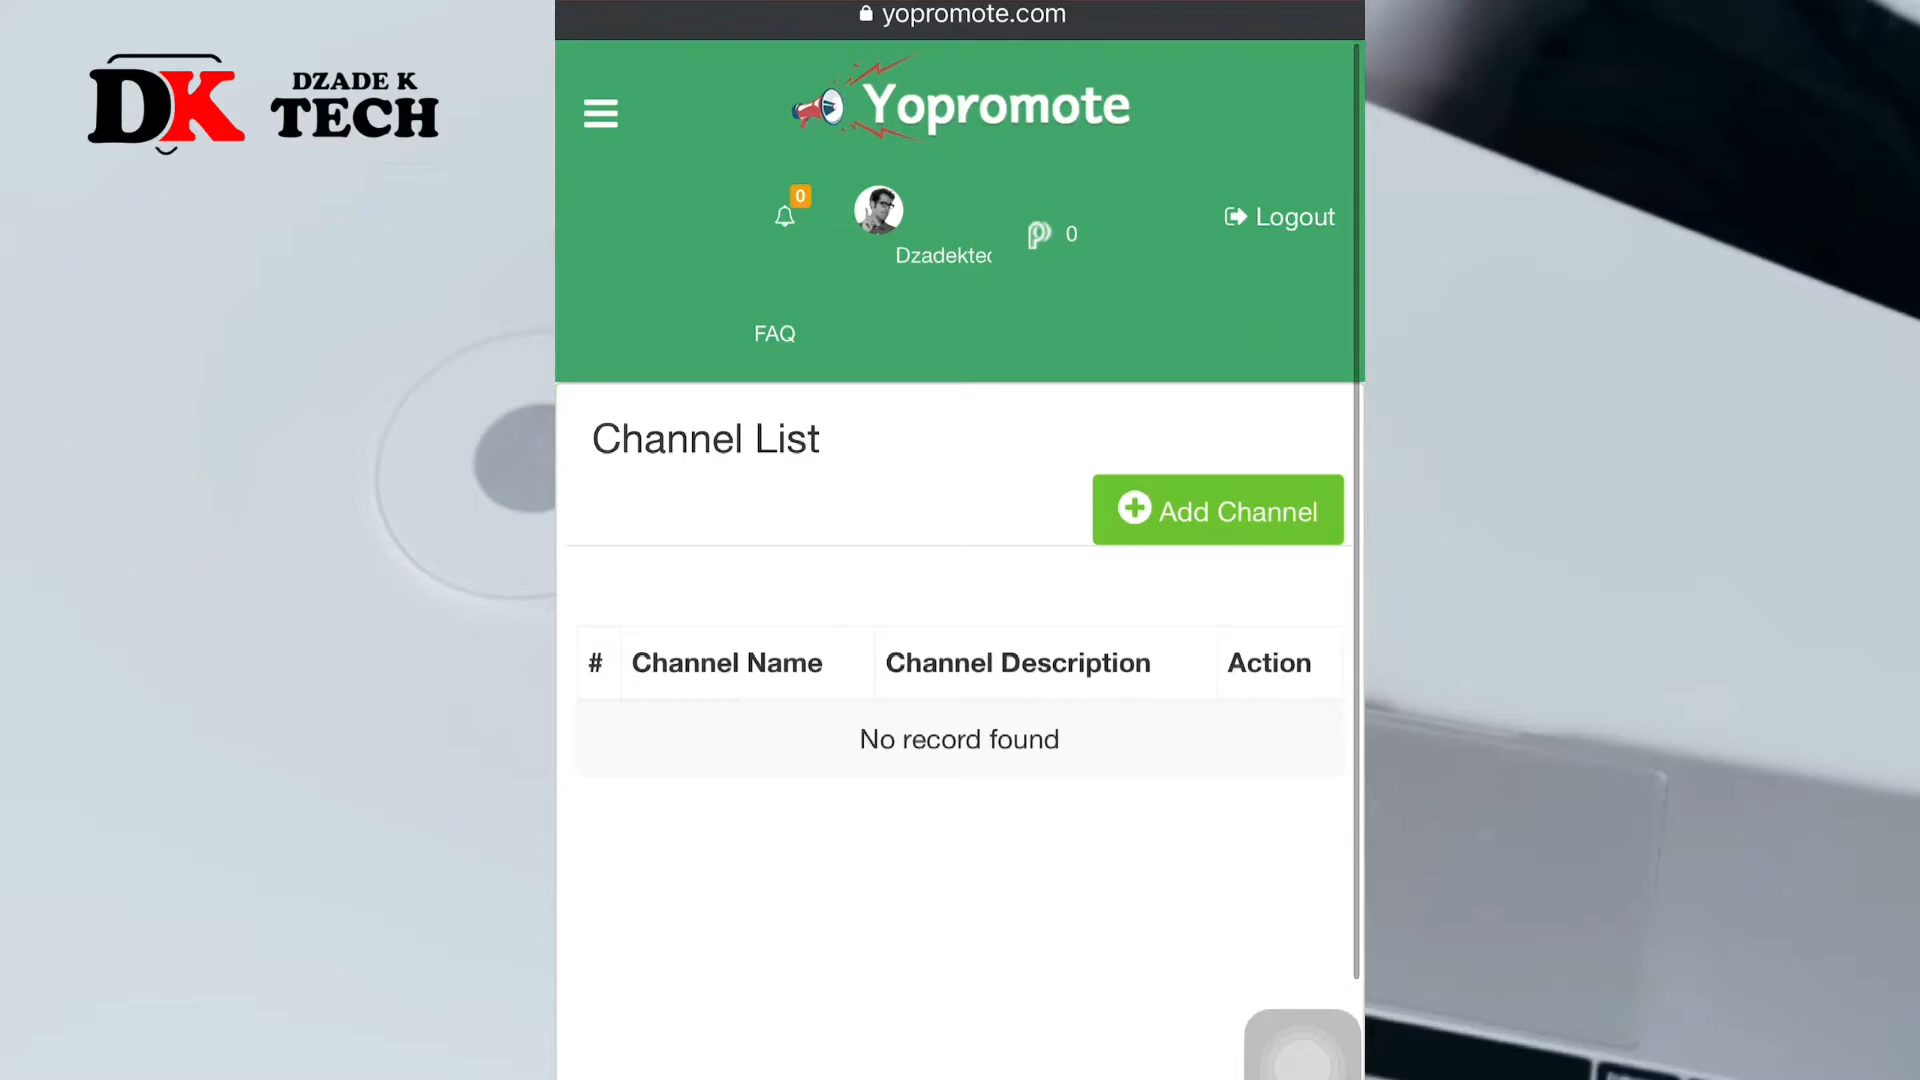 yopromote.com
DK
DZADE K
TECH
Yopromote
0
Dzadektec
0
Logout
FAQ
Channel List
Add Channel
# Channel Name Channel Description Action
No record found